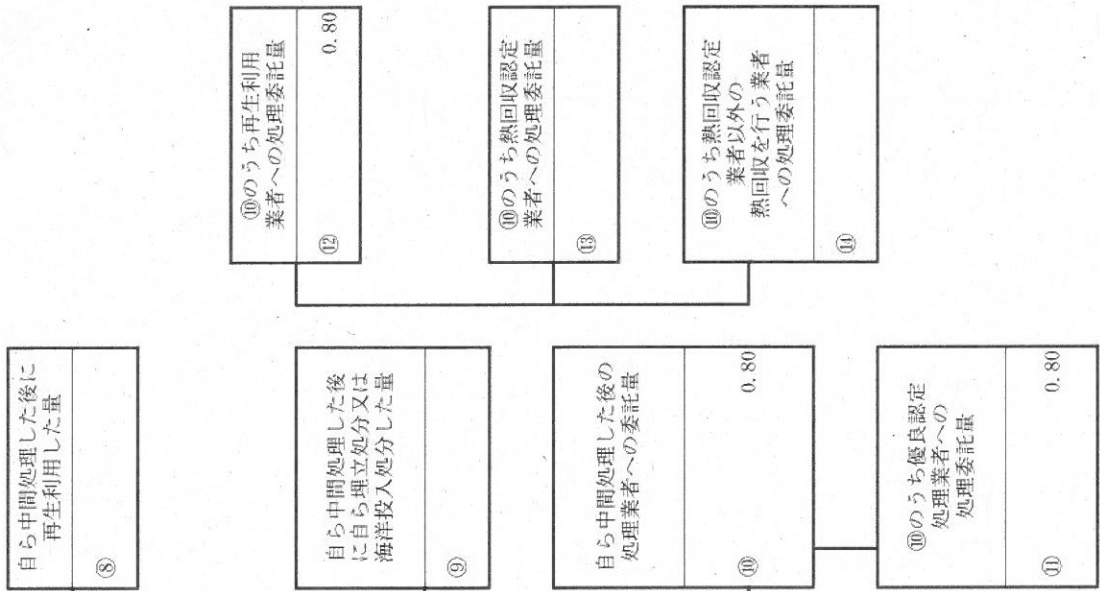 自ら中間処理した後に
再生利用した量
⑧
自ら中間処理した後
に自ら埋立処分又は
海洋投入処分した量
⑨
自ら中間処理した後の
処理業者への委託量
⑩ 0.80
⑩のうち優良認定
処理業者への
処理委託量
⑪ 0.80
⑩のうち再生利用
業者への処理委託量
⑫ 0.80
⑩のうち熱回収認定
業者への処理委託量
⑬
⑩のうち熱回収認定
業者以外の
熱回収を行う業者
への処理委託量
⑭